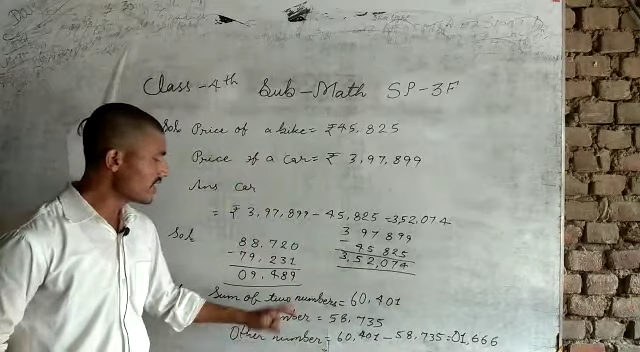 Class - 4th Sub - Math SP - 3F
Sol: Price of a bike = ₹45,825
Price of a car = ₹ 3,97,899
Ans car
= ₹ 3,97,899 - 45,825 = 3,52,074
Sol:
88,720
- 79,231
09,489
3 97 899
- 45,825
3,52,074
Sum of two numbers = 60,401
= 58,735
Other number = 60,401 - 58,735 = 01,666